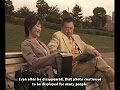 Even after he disappeared, that photo continued
to be displayed for many people!